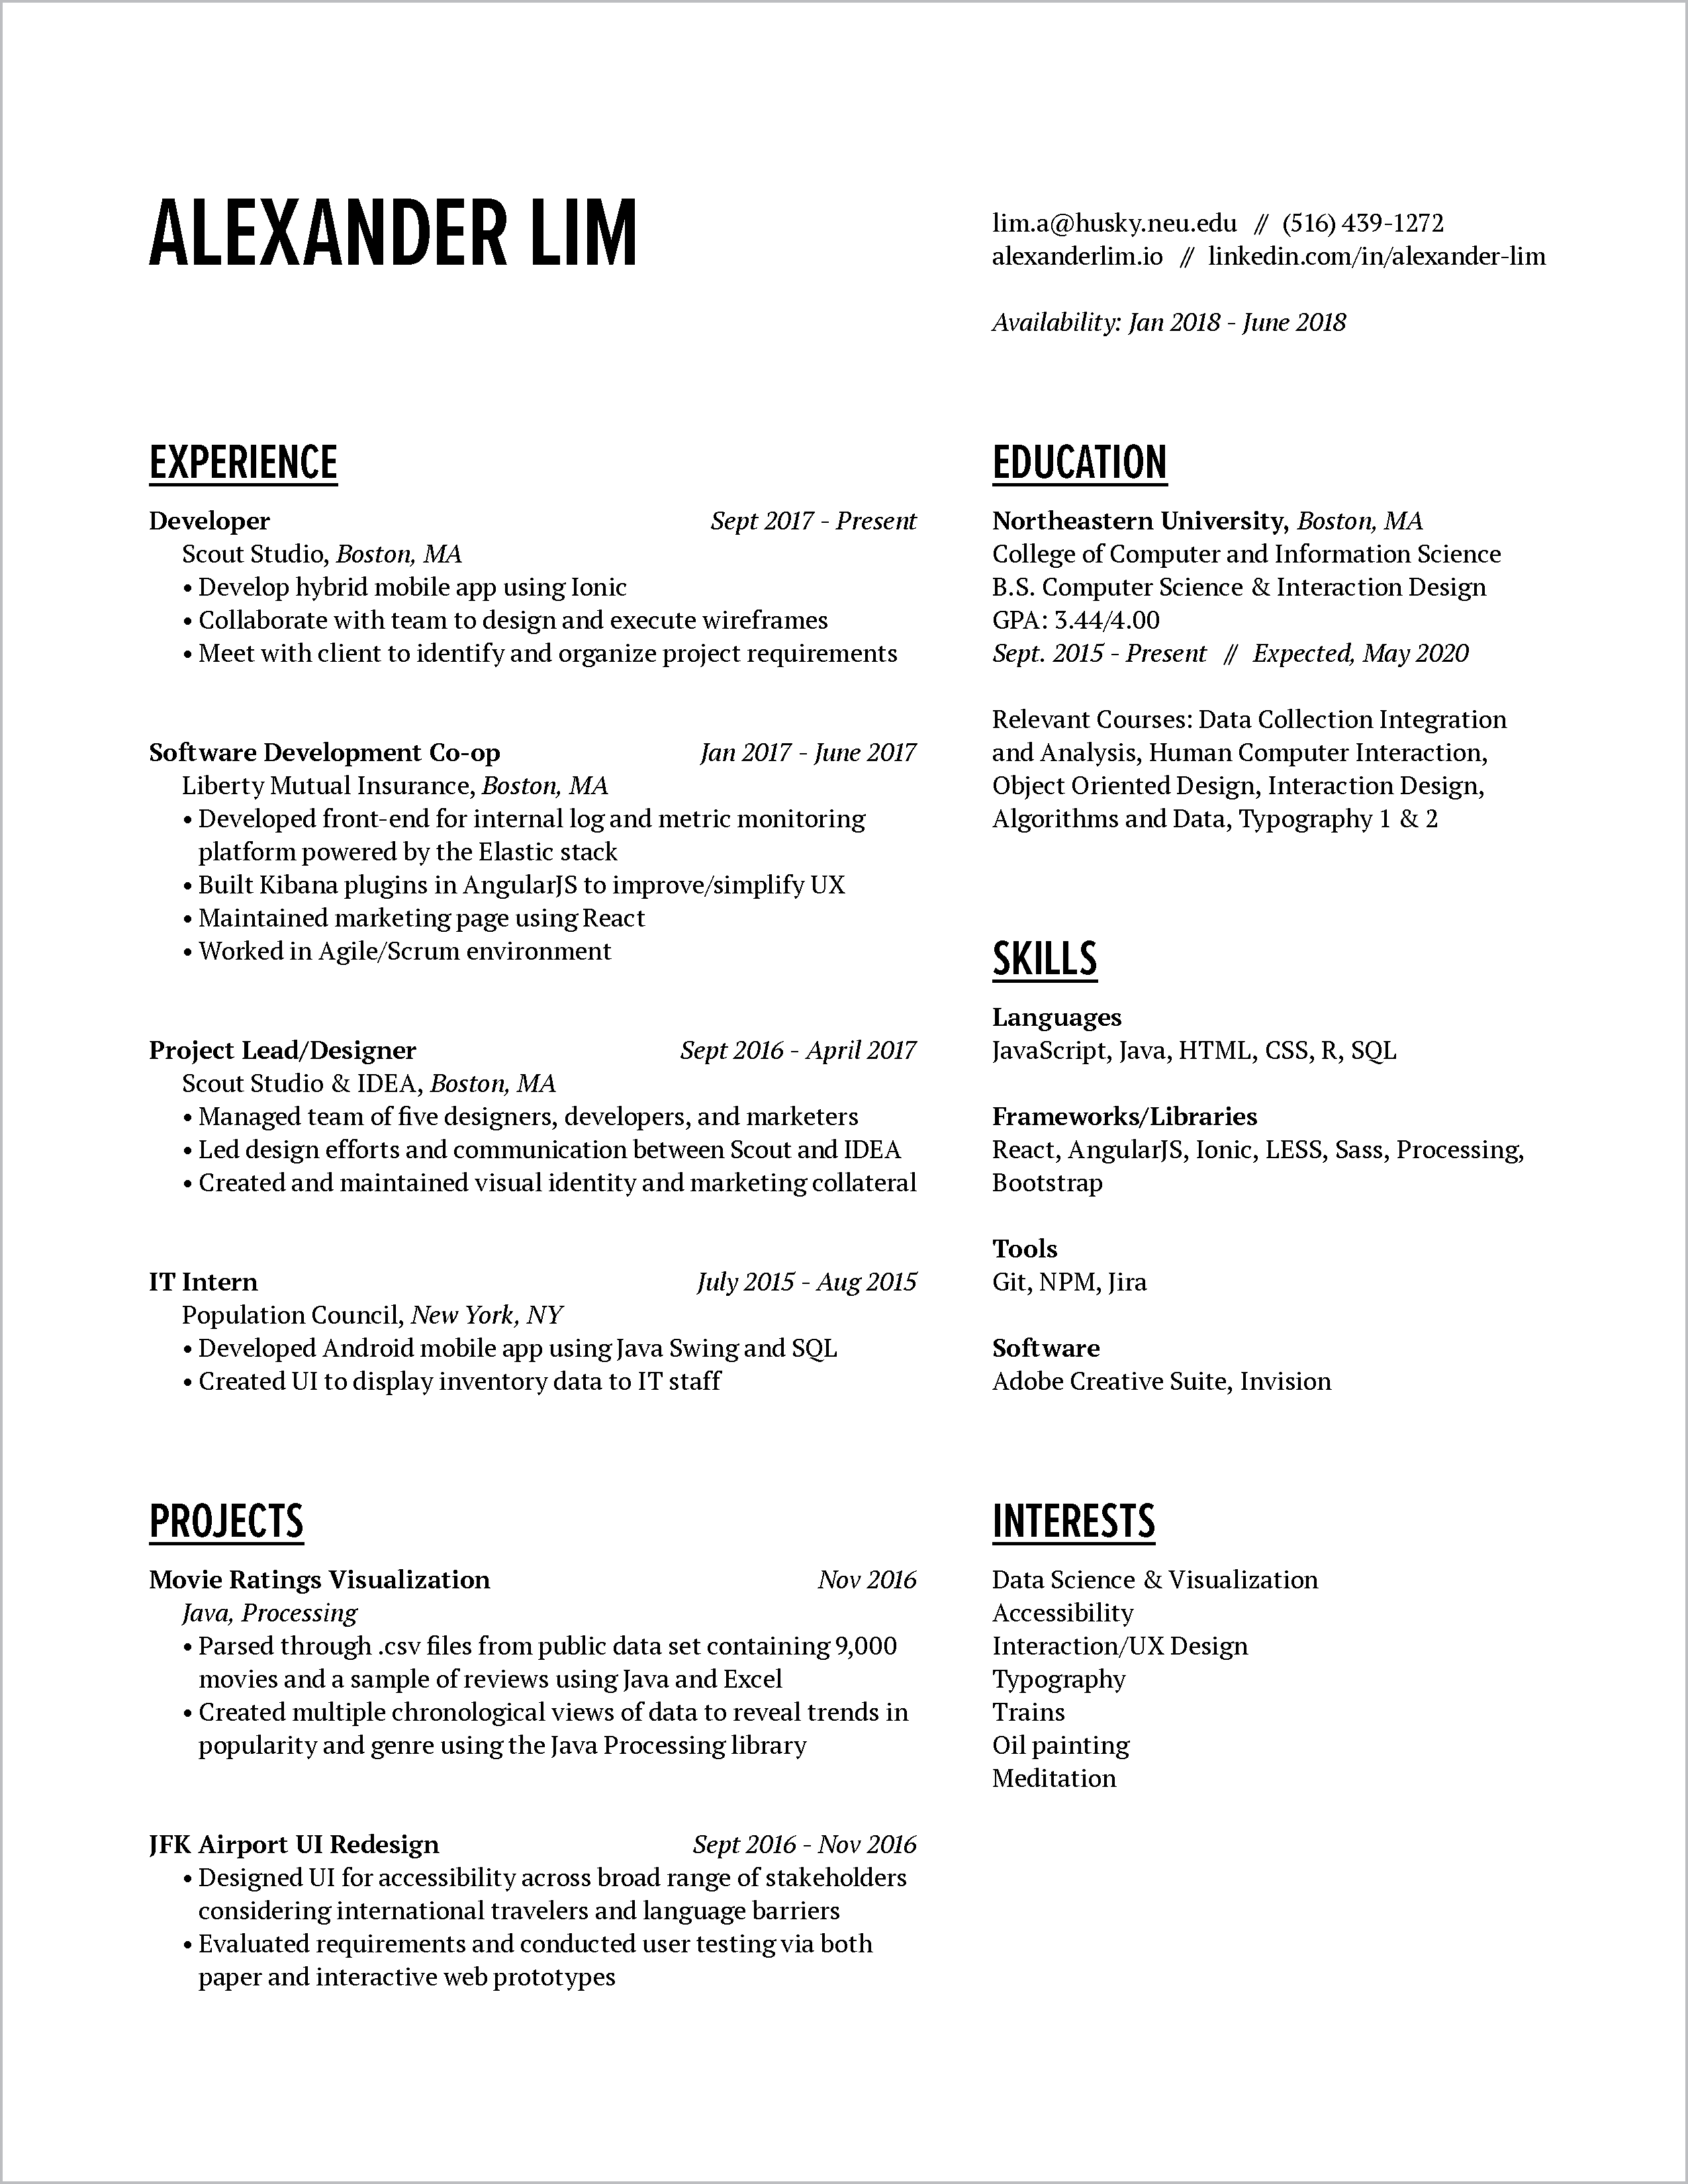 ALEXANDER LIM
lim.a@husky.neu.edu // (516) 439-1272
alexanderlim.io // linkedin.com/in/alexander-lim
Availability: Jan 2018 - June 2018
EXPERIENCE
Developer Sept 2017 - Present
Scout Studio, Boston, MA
• Develop hybrid mobile app using Ionic
• Collaborate with team to design and execute wireframes
• Meet with client to identify and organize project requirements
Software Development Co-op Jan 2017 - June 2017
Liberty Mutual Insurance, Boston, MA
• Developed front-end for internal log and metric monitoring
platform powered by the Elastic stack
• Built Kibana plugins in AngularJS to improve/simplify UX
• Maintained marketing page using React
• Worked in Agile/Scrum environment
Project Lead/Designer Sept 2016 - April 2017
Scout Studio & IDEA, Boston, MA
• Managed team of five designers, developers, and marketers
• Led design efforts and communication between Scout and IDEA
• Created and maintained visual identity and marketing collateral
IT Intern July 2015 - Aug 2015
Population Council, New York, NY
• Developed Android mobile app using Java Swing and SQL
• Created UI to display inventory data to IT staff
PROJECTS
Movie Ratings Visualization Nov 2016
Java, Processing
• Parsed through .csv files from public data set containing 9,000
movies and a sample of reviews using Java and Excel
• Created multiple chronological views of data to reveal trends in
popularity and genre using the Java Processing library
JFK Airport UI Redesign Sept 2016 - Nov 2016
• Designed UI for accessibility across broad range of stakeholders
considering international travelers and language barriers
• Evaluated requirements and conducted user testing via both
paper and interactive web prototypes
EDUCATION
Northeastern University, Boston, MA
College of Computer and Information Science
B.S. Computer Science & Interaction Design
GPA: 3.44/4.00
Sept. 2015 - Present // Expected, May 2020
Relevant Courses: Data Collection Integration
and Analysis, Human Computer Interaction,
Object Oriented Design, Interaction Design,
Algorithms and Data, Typography 1 & 2
SKILLS
Languages
JavaScript, Java, HTML, CSS, R, SQL
Frameworks/Libraries
React, AngularJS, Ionic, LESS, Sass, Processing,
Bootstrap
Tools
Git, NPM, Jira
Software
Adobe Creative Suite, Invision
INTERESTS
Data Science & Visualization
Accessibility
Interaction/UX Design
Typography
Trains
Oil painting
Meditation